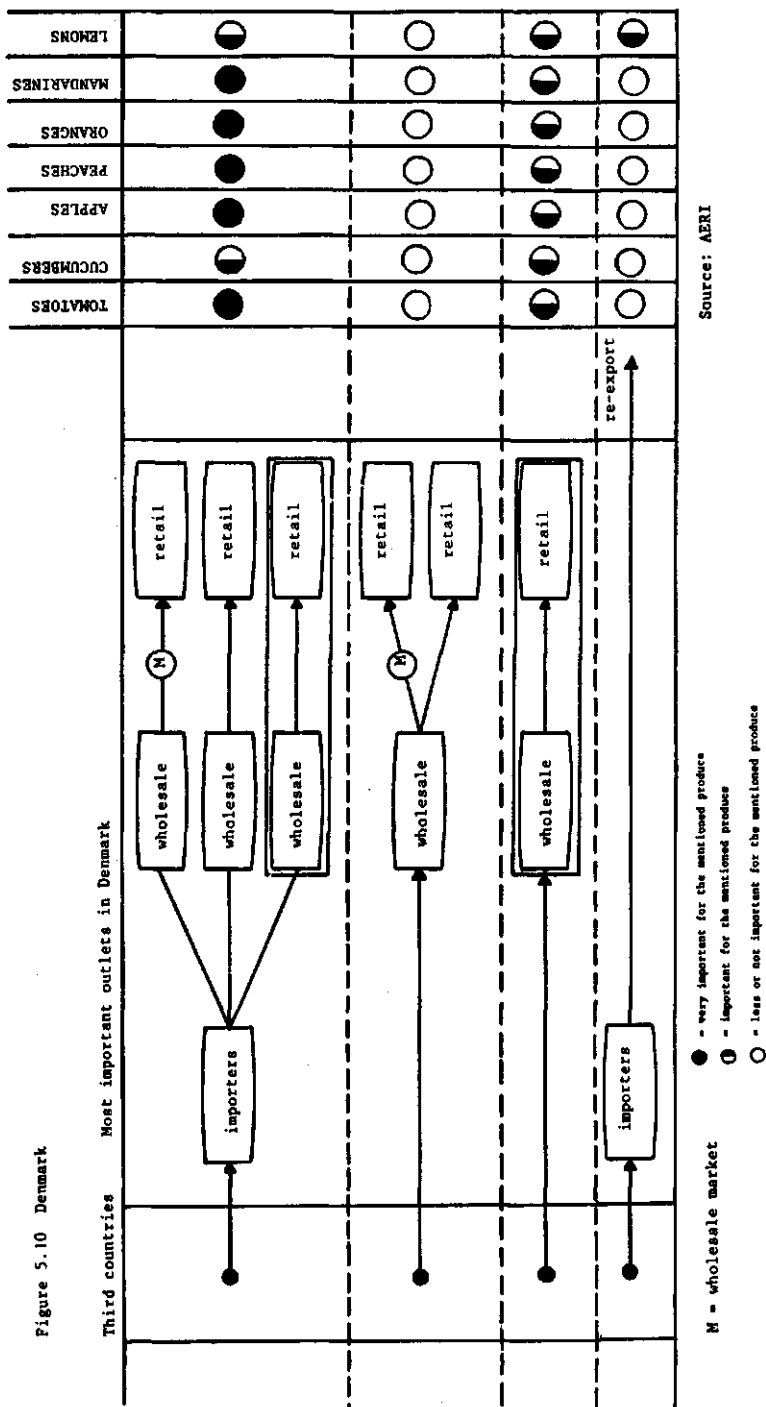 Figure 5.10 Denmark
Third countries
Most important outlets in Denmark
TOMATOES
CUCUMBERS
APPLES
PEACHES
ORANGES
MANDARINES
LEMONS
importers
wholesale
M
retail
wholesale
retail
wholesale
retail
wholesale
M
retail
retail
wholesale
retail
importers
re-export
M = wholesale market
= very important for the mentioned produce
= important for the mentioned produce
= less or not important for the mentioned produce
Source: AERI